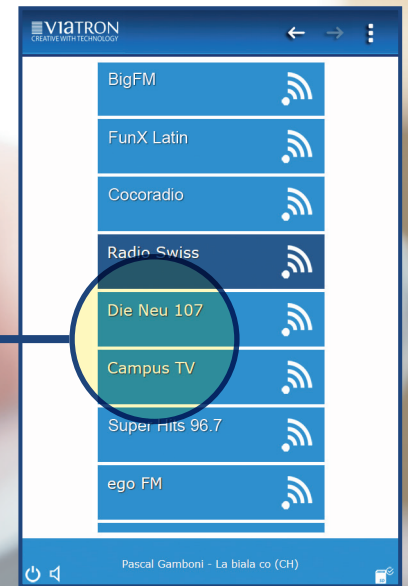 VIATRON
CREATIVE WITH TECHNOLOGY
BigFM
FunX Latin
Cocoradio
Radio Swiss
Die Neu 107
Campus TV
Super Hits 96.7
ego FM
Pascal Gamboni - La biala co (CH)